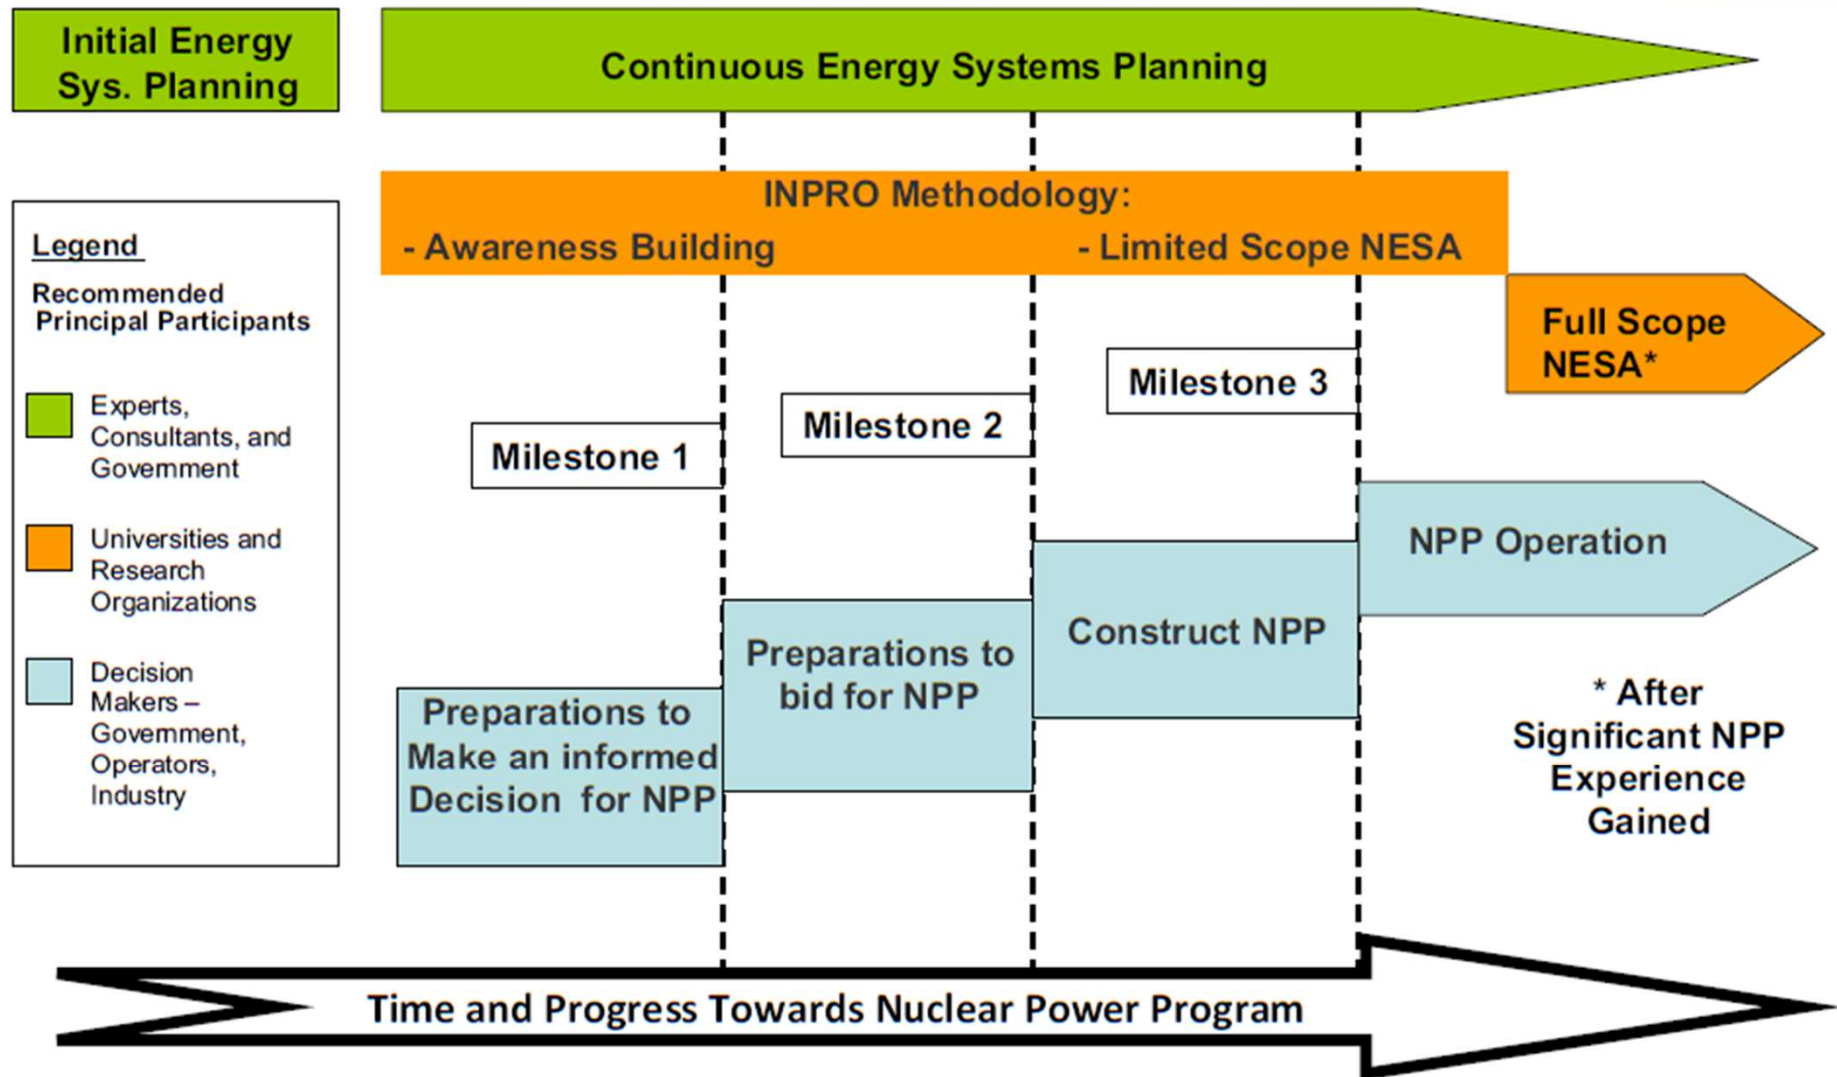 Initial Energy
Sys. Planning
Continuous Energy Systems Planning
INPRO Methodology:
- Awareness Building
- Limited Scope NESA
Full Scope
NESA*
Legend
Recommended
Principal Participants
Experts,
Consultants, and
Government
Universities and
Research
Organizations
Decision
Makers –
Government,
Operators,
Industry
Milestone 1
Milestone 2
Milestone 3
Preparations to
Make an informed
Decision for NPP
Preparations to
bid for NPP
Construct NPP
NPP Operation
* After
Significant NPP
Experience
Gained
Time and Progress Towards Nuclear Power Program